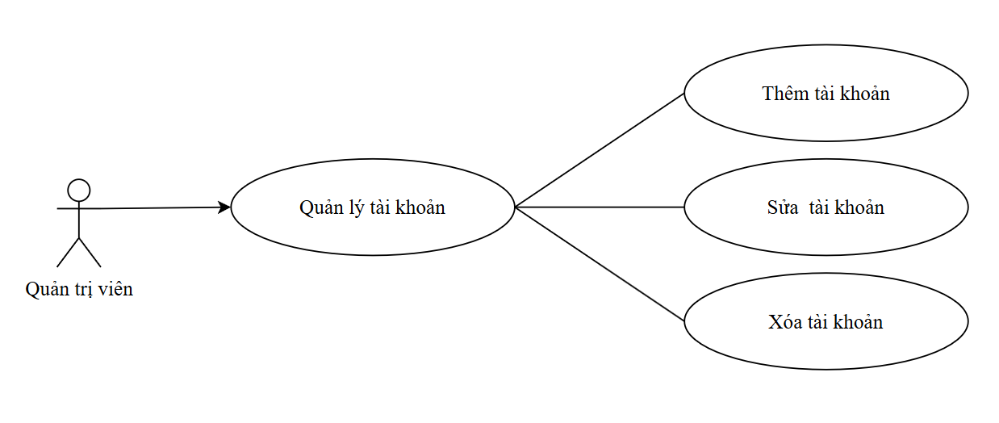 Thêm tài khoản
Quản lý tài khoản
Sửa  tài khoản
Quản trị viên
Xóa tài khoản